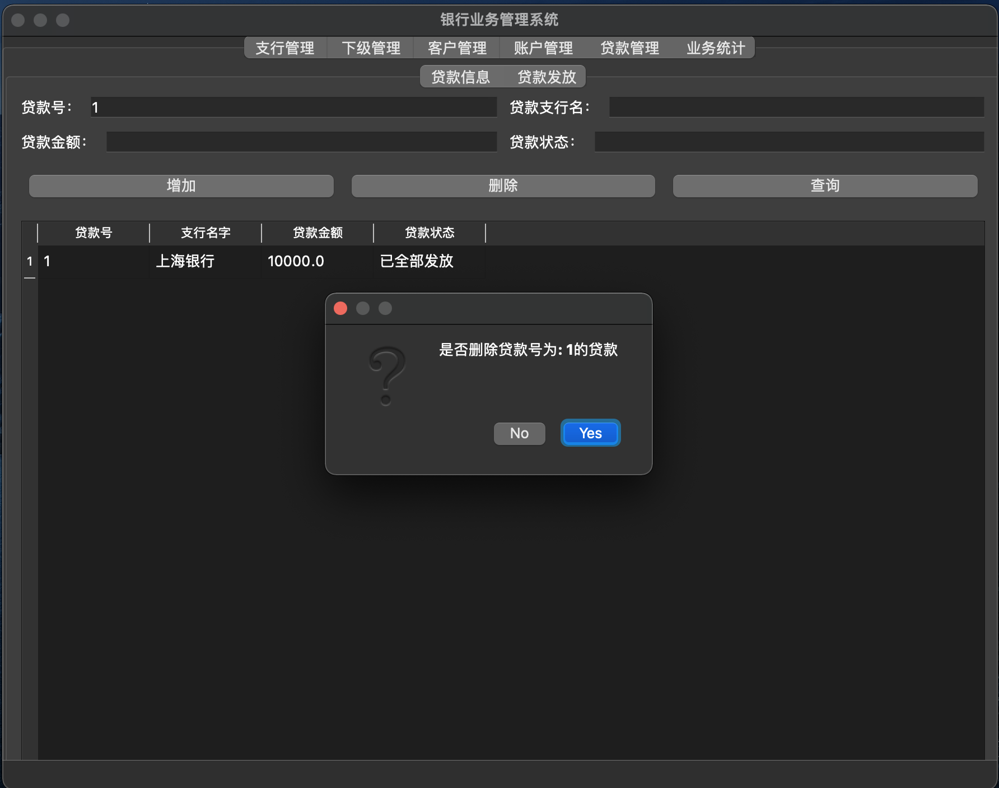 银行业务管理系统
支行管理 下级管理 客户管理 账户管理 贷款管理 业务统计
贷款信息 贷款发放
贷款号： 1 贷款支行名：
贷款金额： 贷款状态：
增加 删除 查询
贷款号 支行名字 贷款金额 贷款状态
1 1 上海银行 10000.0 已全部发放
是否删除贷款号为: 1的贷款
No Yes